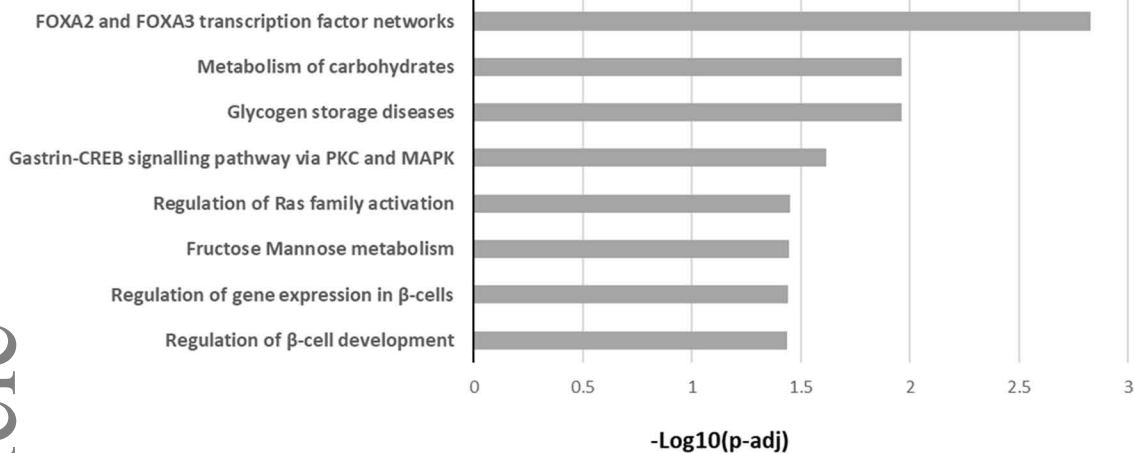 FOXA2 and FOXA3 transcription factor networks
Metabolism of carbohydrates
Glycogen storage diseases
Gastrin-CREB signalling pathway via PKC and MAPK
Regulation of Ras family activation
Fructose Mannose metabolism
Regulation of gene expression in β-cells
Regulation of β-cell development
0 0.5 1 1.5 2 2.5 3
-Log10(p-adj)